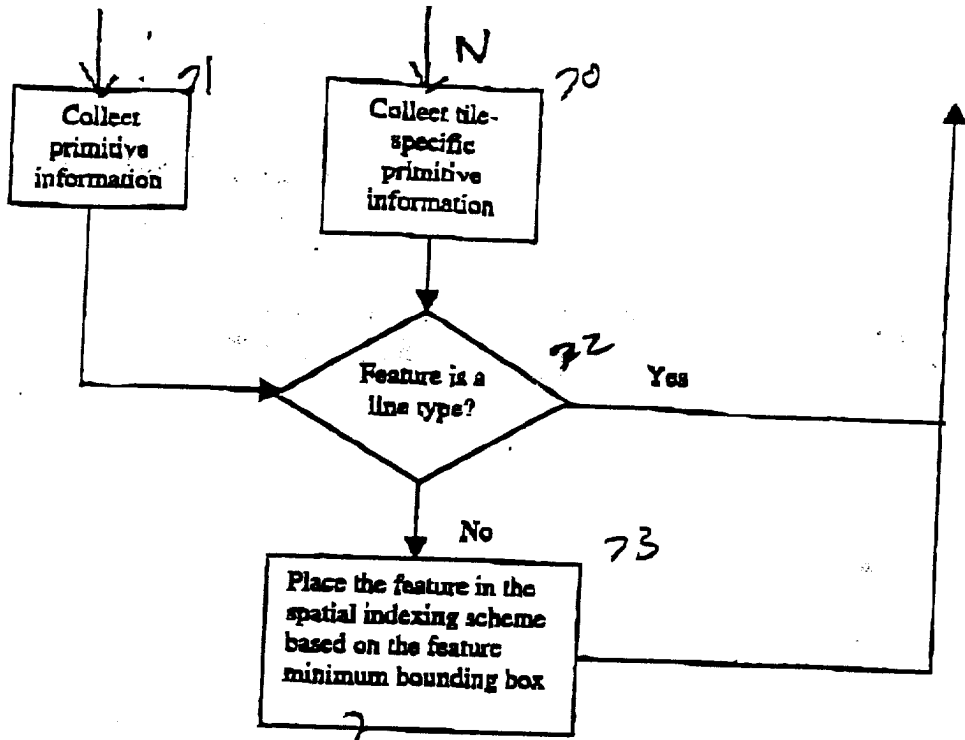 N
71
Collect
primitive
information
70
Collect tile-
specific
primitive
information
72
Feature is a
line type?
Yes
No
73
Place the feature in the
spatial indexing scheme
based on the feature
minimum bounding box